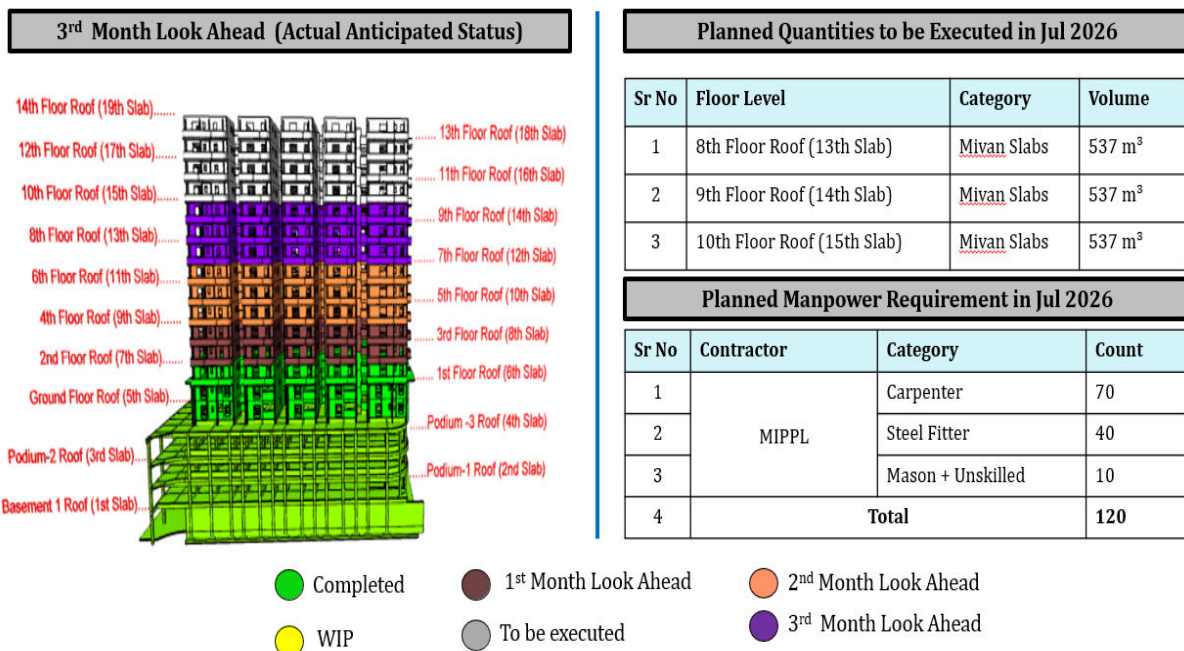 3rd Month Look Ahead (Actual Anticipated Status)
14th Floor Roof (19th Slab)......
13th Floor Roof (18th Slab)
12th Floor Roof (17th Slab)......
11th Floor Roof (16th Slab)
10th Floor Roof (15th Slab)......
9th Floor Roof (14th Slab)
8th Floor Roof (13th Slab)......
7th Floor Roof (12th Slab)
6th Floor Roof (11th Slab)......
5th Floor Roof (10th Slab)
4th Floor Roof (9th Slab)......
3rd Floor Roof (8th Slab)
2nd Floor Roof (7th Slab)......
1st Floor Roof (6th Slab)
Ground Floor Roof (5th Slab)......
Podium -3 Roof (4th Slab)
Podium-2 Roof (3rd Slab)......
Podium-1 Roof (2nd Slab)
Basement 1 Roof (1st Slab)......
Completed
1st Month Look Ahead
2nd Month Look Ahead
WIP
To be executed
3rd Month Look Ahead
Planned Quantities to be Executed in Jul 2026
Sr No Floor Level Category Volume
1 8th Floor Roof (13th Slab) Mivan Slabs 537 m³
2 9th Floor Roof (14th Slab) Mivan Slabs 537 m³
3 10th Floor Roof (15th Slab) Mivan Slabs 537 m³
Planned Manpower Requirement in Jul 2026
Sr No Contractor Category Count
1 Carpenter 70
2 MIPPL Steel Fitter 40
3 Mason + Unskilled 10
4 Total 120